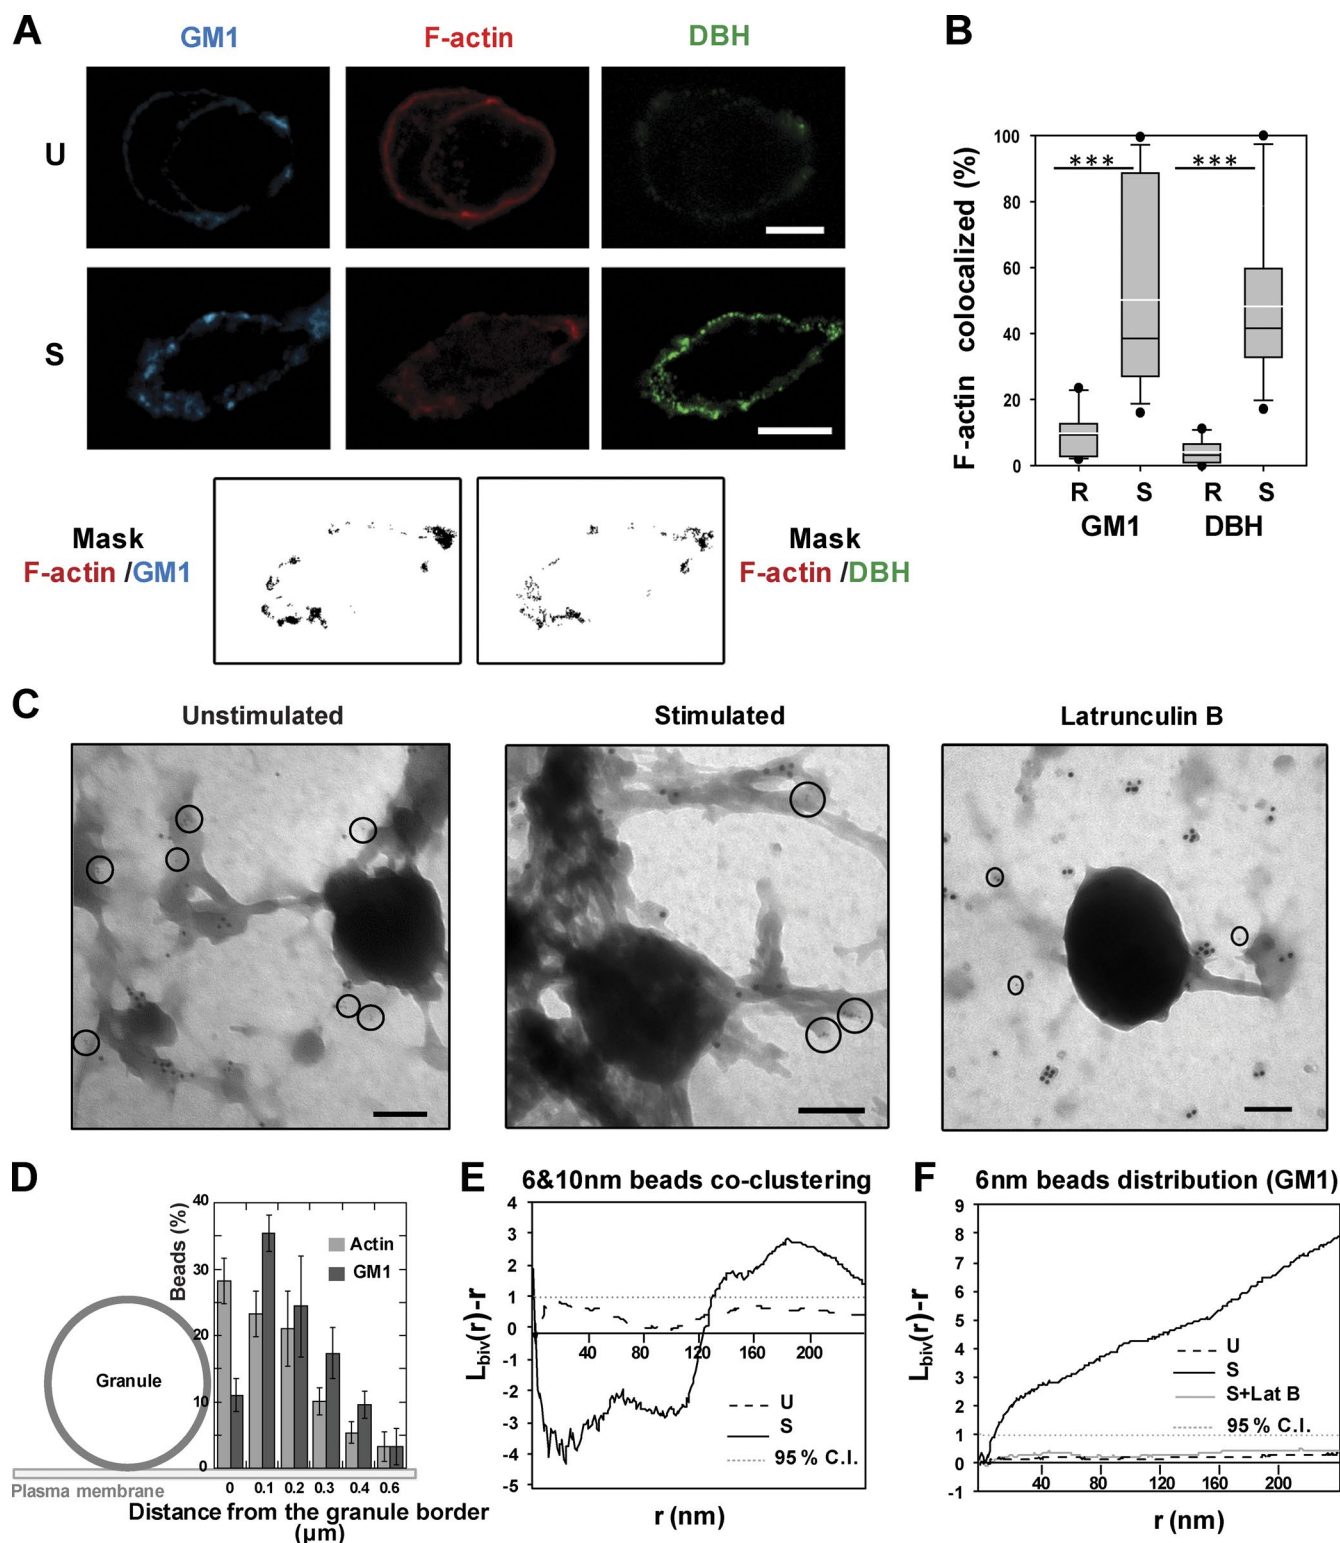 A
GM1 F-actin DBH
U
S
Mask
F-actin /GM1
Mask
F-actin /DBH
B
F-actin colocalized (%)
100
80
60
40
20
0
*** ***
R S R S
GM1 DBH
C
Unstimulated Stimulated Latrunculin B
D
Beads (%)
40
30
20
10
0
Actin
GM1
Granule
Plasma membrane
0 0.1 0.2 0.3 0.4 0.6
Distance from the granule border
(µm)
E
6&10nm beads co-clustering
Lbiv(r)-r
4
3
2
1
0
-1
-2
-3
-4
-5
40 80 120 160 200
U
S
95 % C.I.
r (nm)
F
6nm beads distribution (GM1)
Lbiv(r)-r
9
8
7
6
5
4
3
2
1
0
-1
U
S
S+Lat B
95 % C.I.
40 80 120 160 200
r (nm)